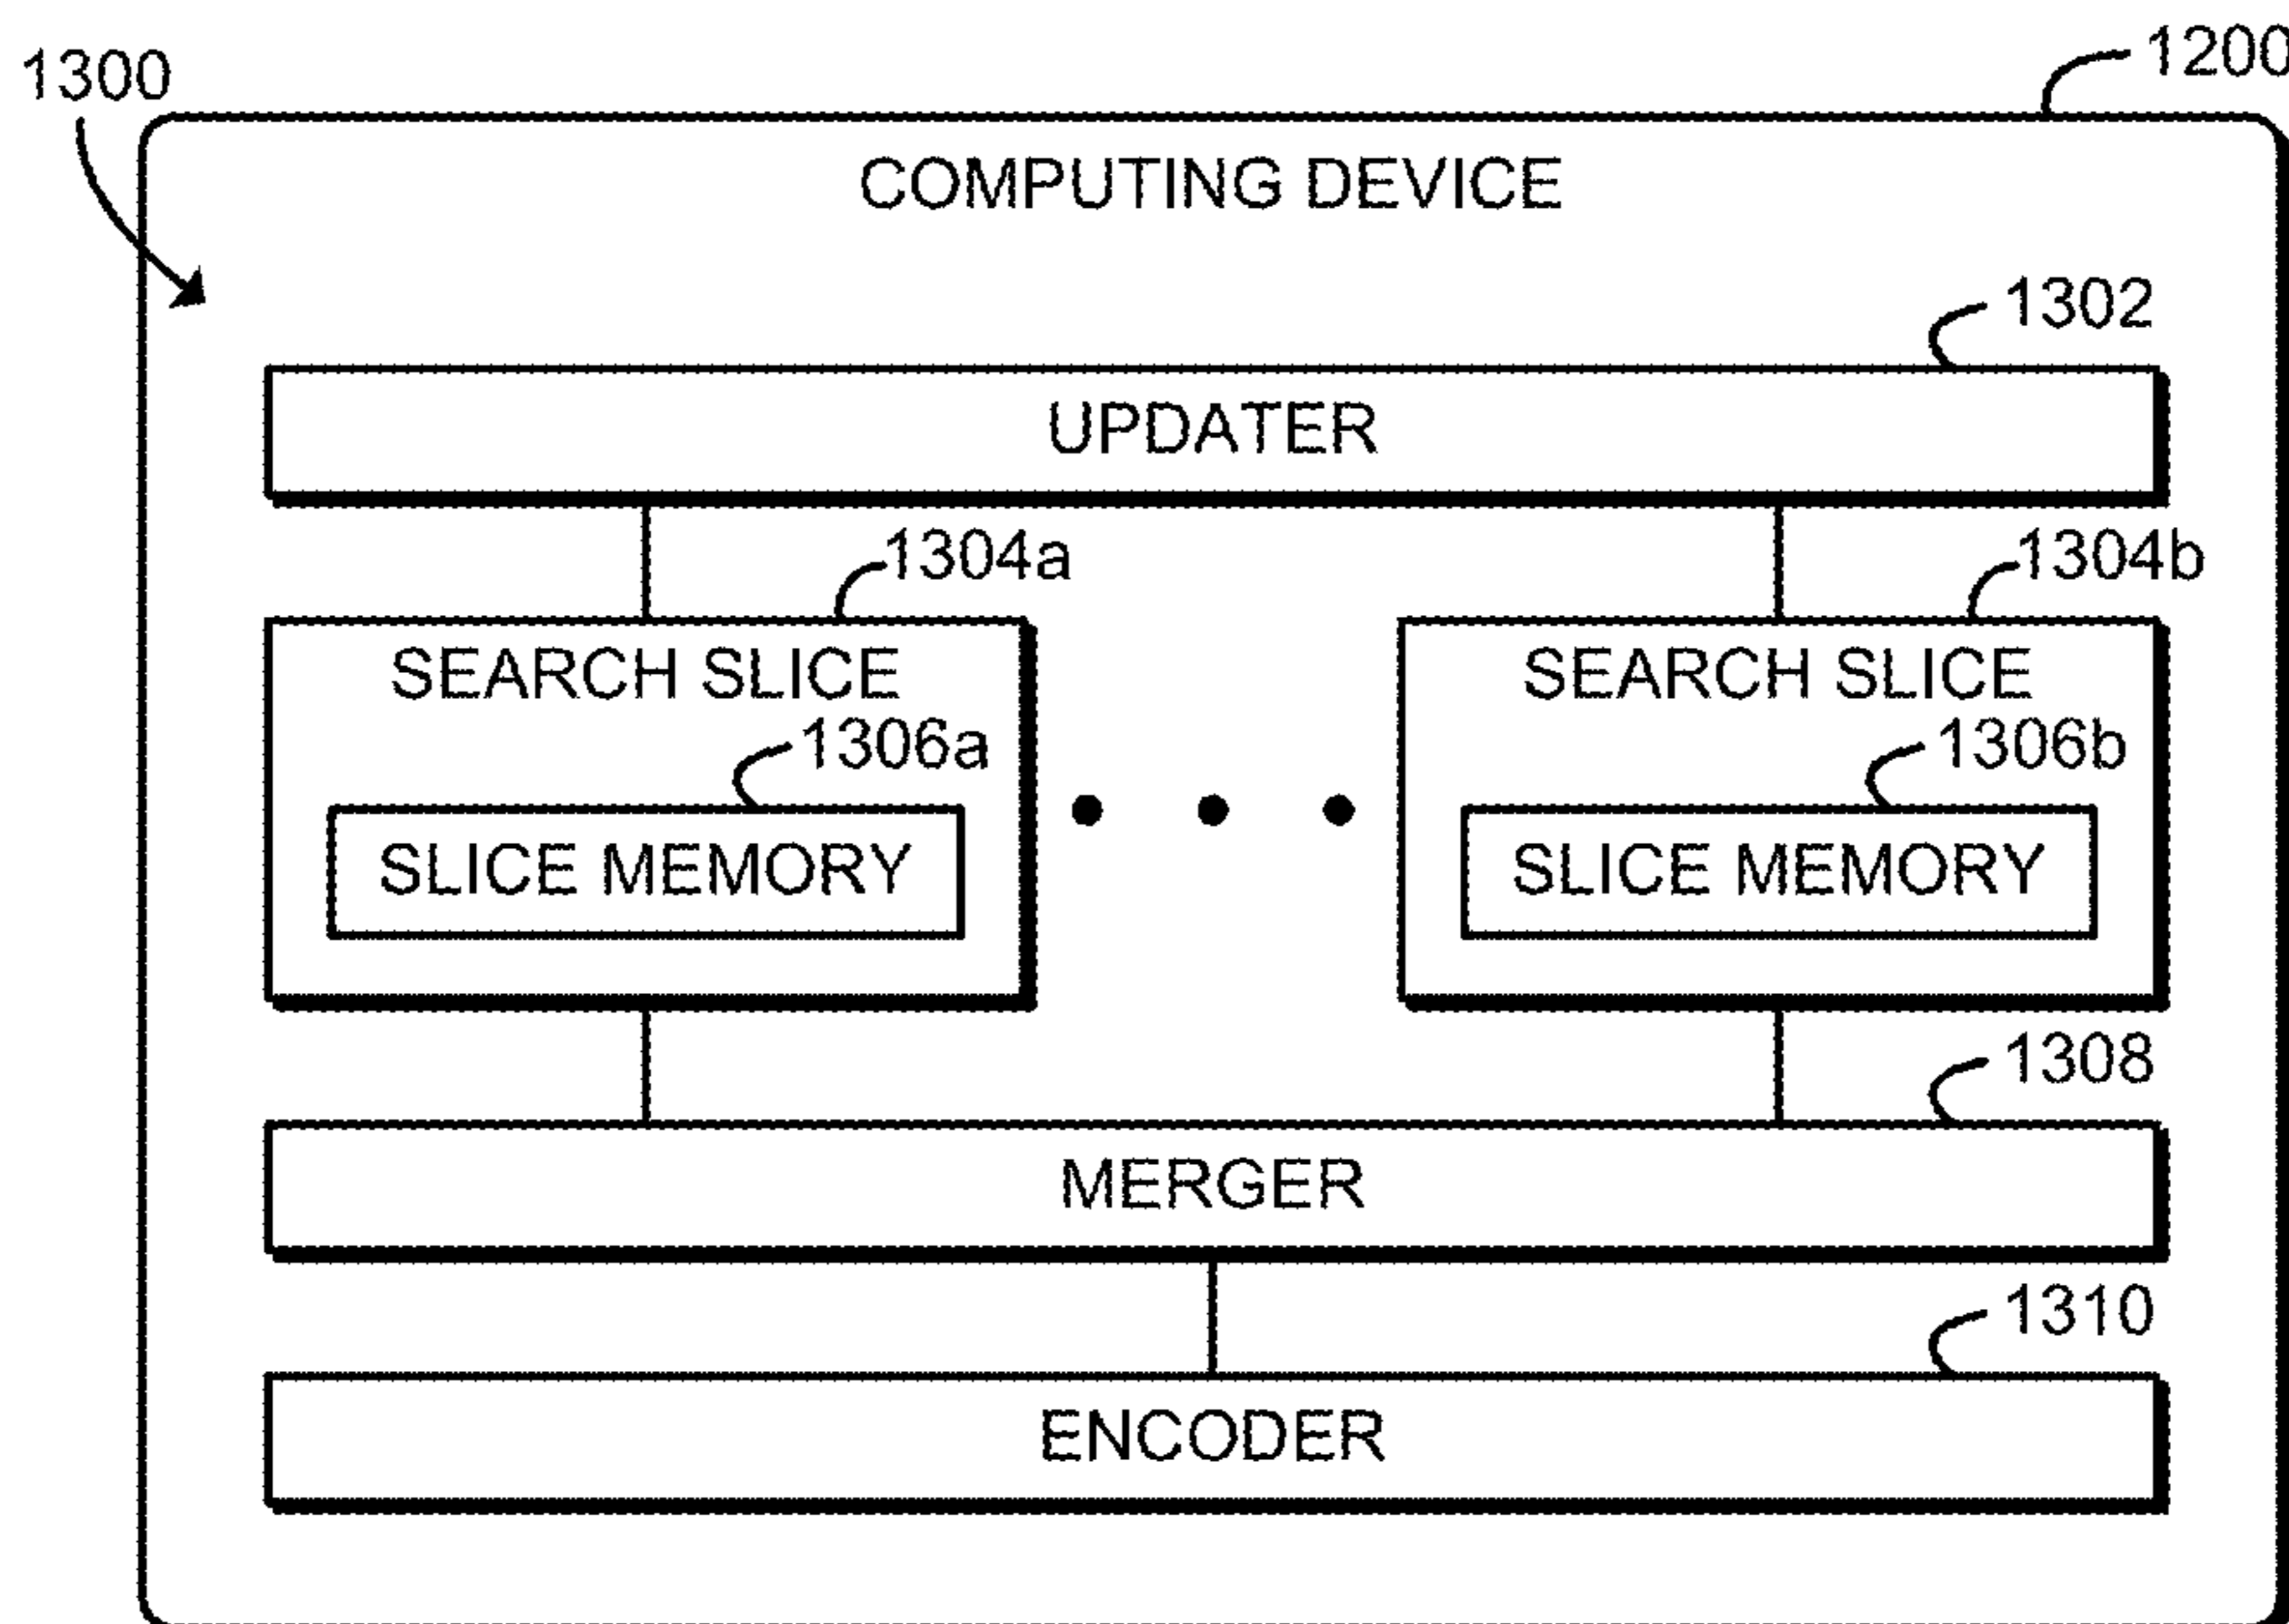 1300
1200
COMPUTING DEVICE
1302
UPDATER
1304a
1304b
SEARCH SLICE
SEARCH SLICE
1306a
1306b
SLICE MEMORY
SLICE MEMORY
1308
MERGER
1310
ENCODER